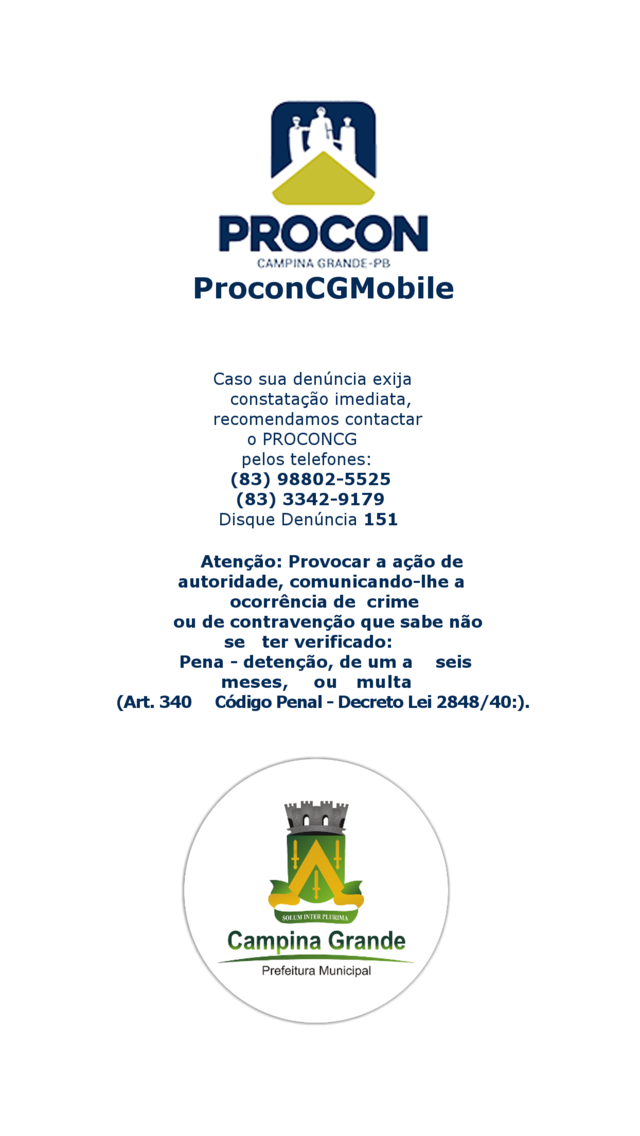 PROCON
CAMPINA GRANDE-PB
ProconCGMobile
Caso sua denúncia exija
constatação imediata,
recomendamos contactar
o PROCONCG
pelos telefones:
(83) 98802-5525
(83) 3342-9179
Disque Denúncia 151
Atenção: Provocar a ação de
autoridade, comunicando-lhe a
ocorrência de crime
ou de contravenção que sabe não
se ter verificado:
Pena - detenção, de um a seis
meses, ou multa
(Art. 340 Código Penal - Decreto Lei 2848/40:).
SOLUM INTER PLURIMA
Campina Grande
Prefeitura Municipal